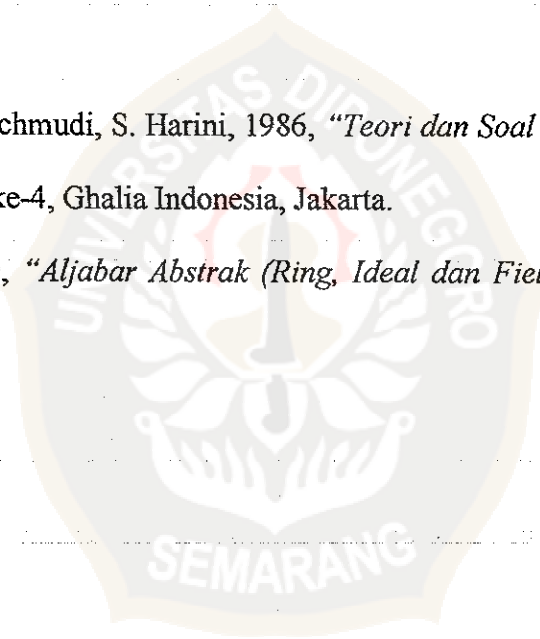 chmudi, S. Harini, 1986, “Teori dan Soal
ke-4, Ghalia Indonesia, Jakarta.
, “Aljabar Abstrak (Ring, Ideal dan Fiel
UNIVERSITAS DIPONEGORO
SEMARANG